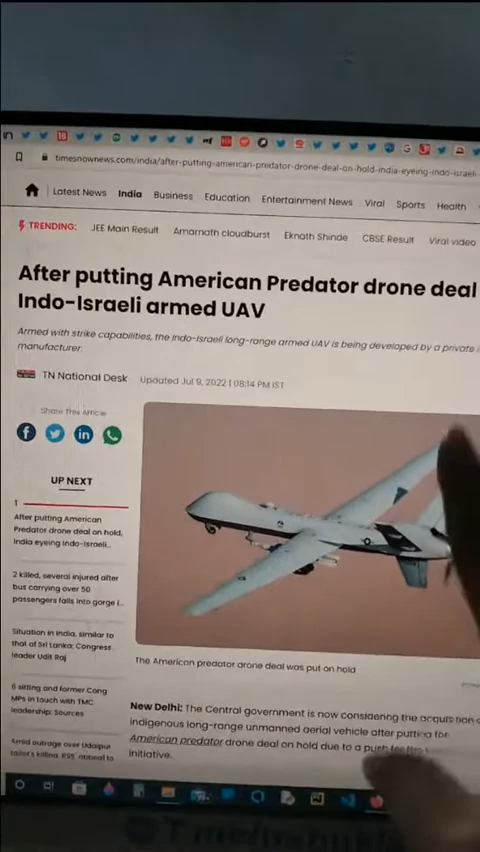 in
18
timesnownews.com/india/after-putting-american-predator-drone-deal-on-hold-india-eyeing-indo-israeli-
Latest News India Business Education Entertainment News Viral Sports Health
TRENDING: JEE Main Result Amarnath cloudburst Eknath Shinde CBSE Result Viral video
After putting American Predator drone deal
Indo-Israeli armed UAV
Armed with strike capabilities, the Indo-Israeli long-range armed UAV is being developed by a private
manufacturer.
TN National Desk Updated Jul 9, 2022 | 08:14 PM IST
Share This Article
UP NEXT
1
After putting American
Predator drone deal on hold,
India eyeing Indo-Israeli...
2 killed, several injured after
bus carrying over 50
passengers falls into gorge i...
Situation in India, similar to
that of Sri Lanka; Congress
leader Udit Raj
6 sitting and former Cong
MPs in touch with TMC
leadership: Sources
Amid outrage over Udaipur
tailor's killing, RSS' appeal to
The American predator drone deal was put on hold
New Delhi: The Central government is now considering the acquisition
indigenous long-range unmanned aerial vehicle after putting
American predator drone deal on hold due to a push for the
initiative.